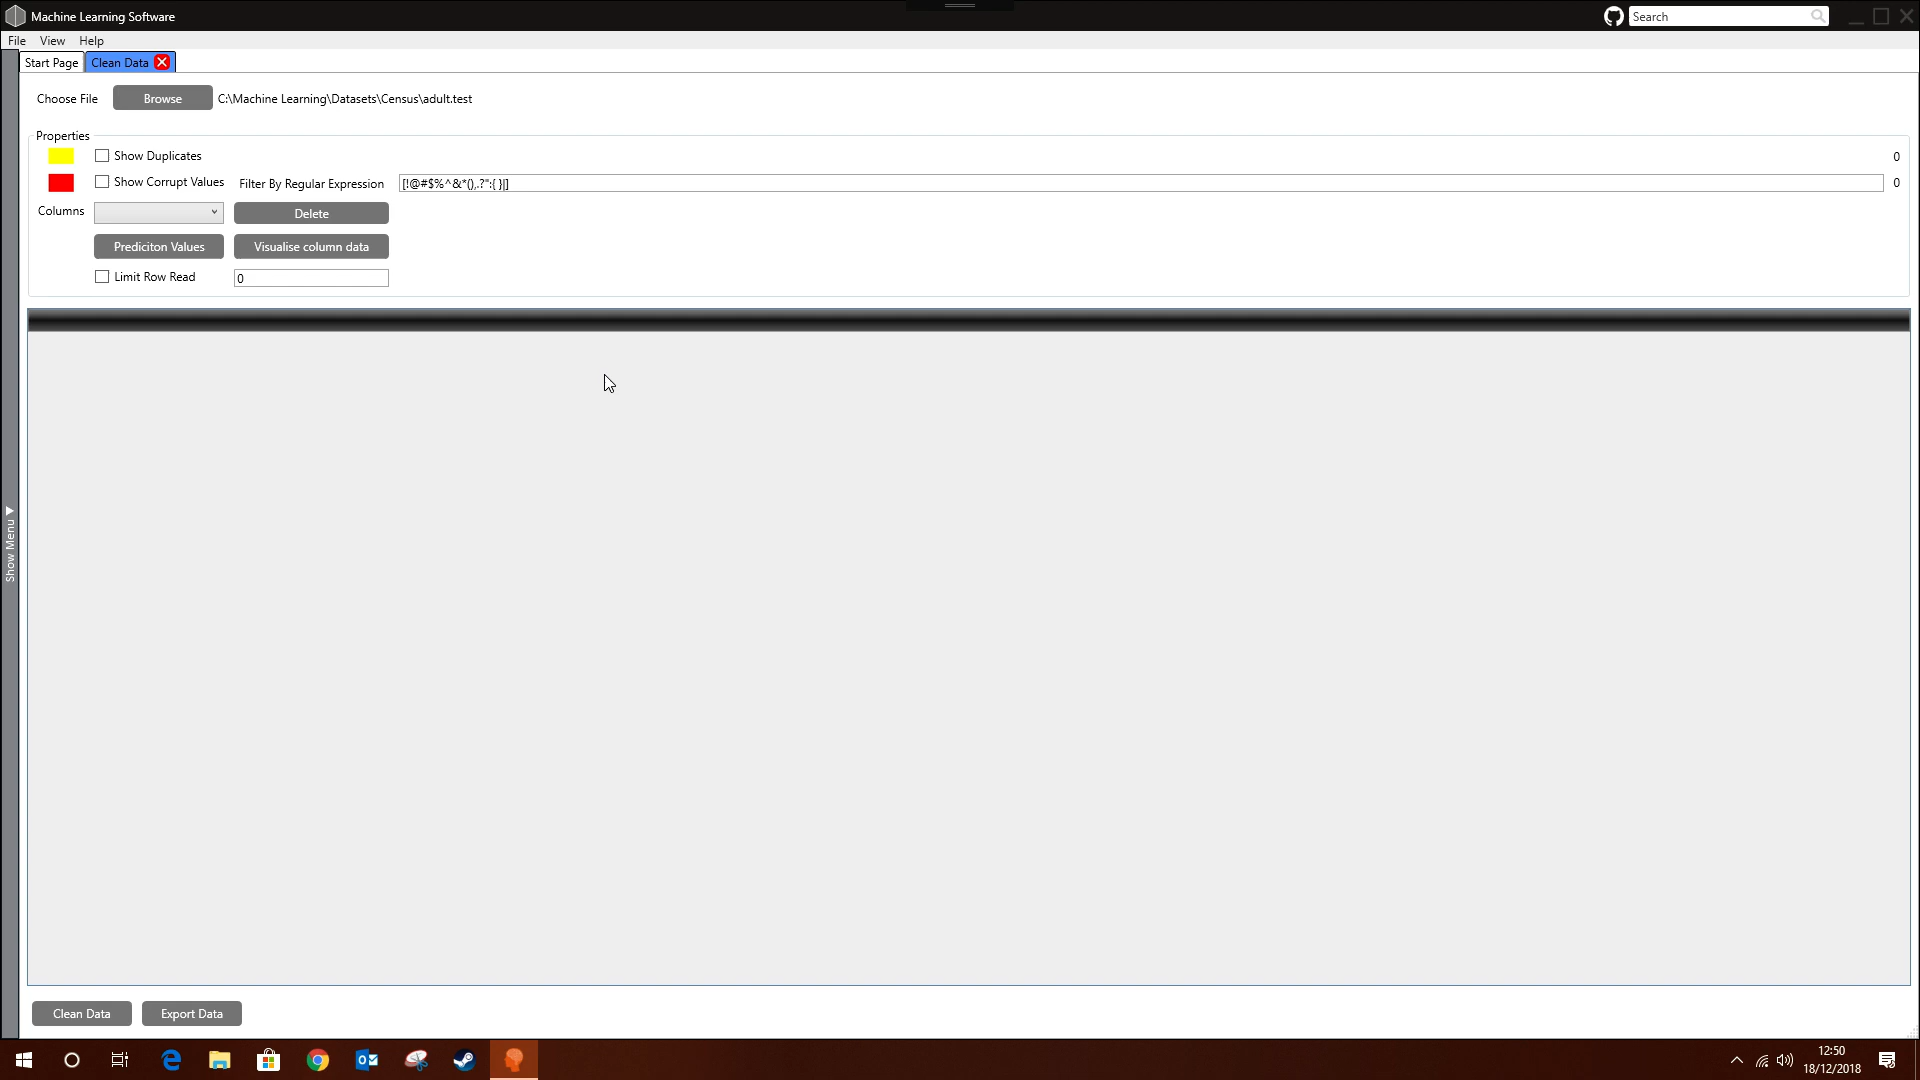 Machine Learning Software
Search
File View Help
Start Page Clean Data
Choose File Browse C:\Machine Learning\Datasets\Census\adult.test
Properties
Show Duplicates 0
Show Corrupt Values Filter By Regular Expression [!@#$%^&*(),.?":{ }|] 0
Columns Delete
Prediciton Values Visualise column data
Limit Row Read 0
Show Menu
Clean Data Export Data
12:50
18/12/2018